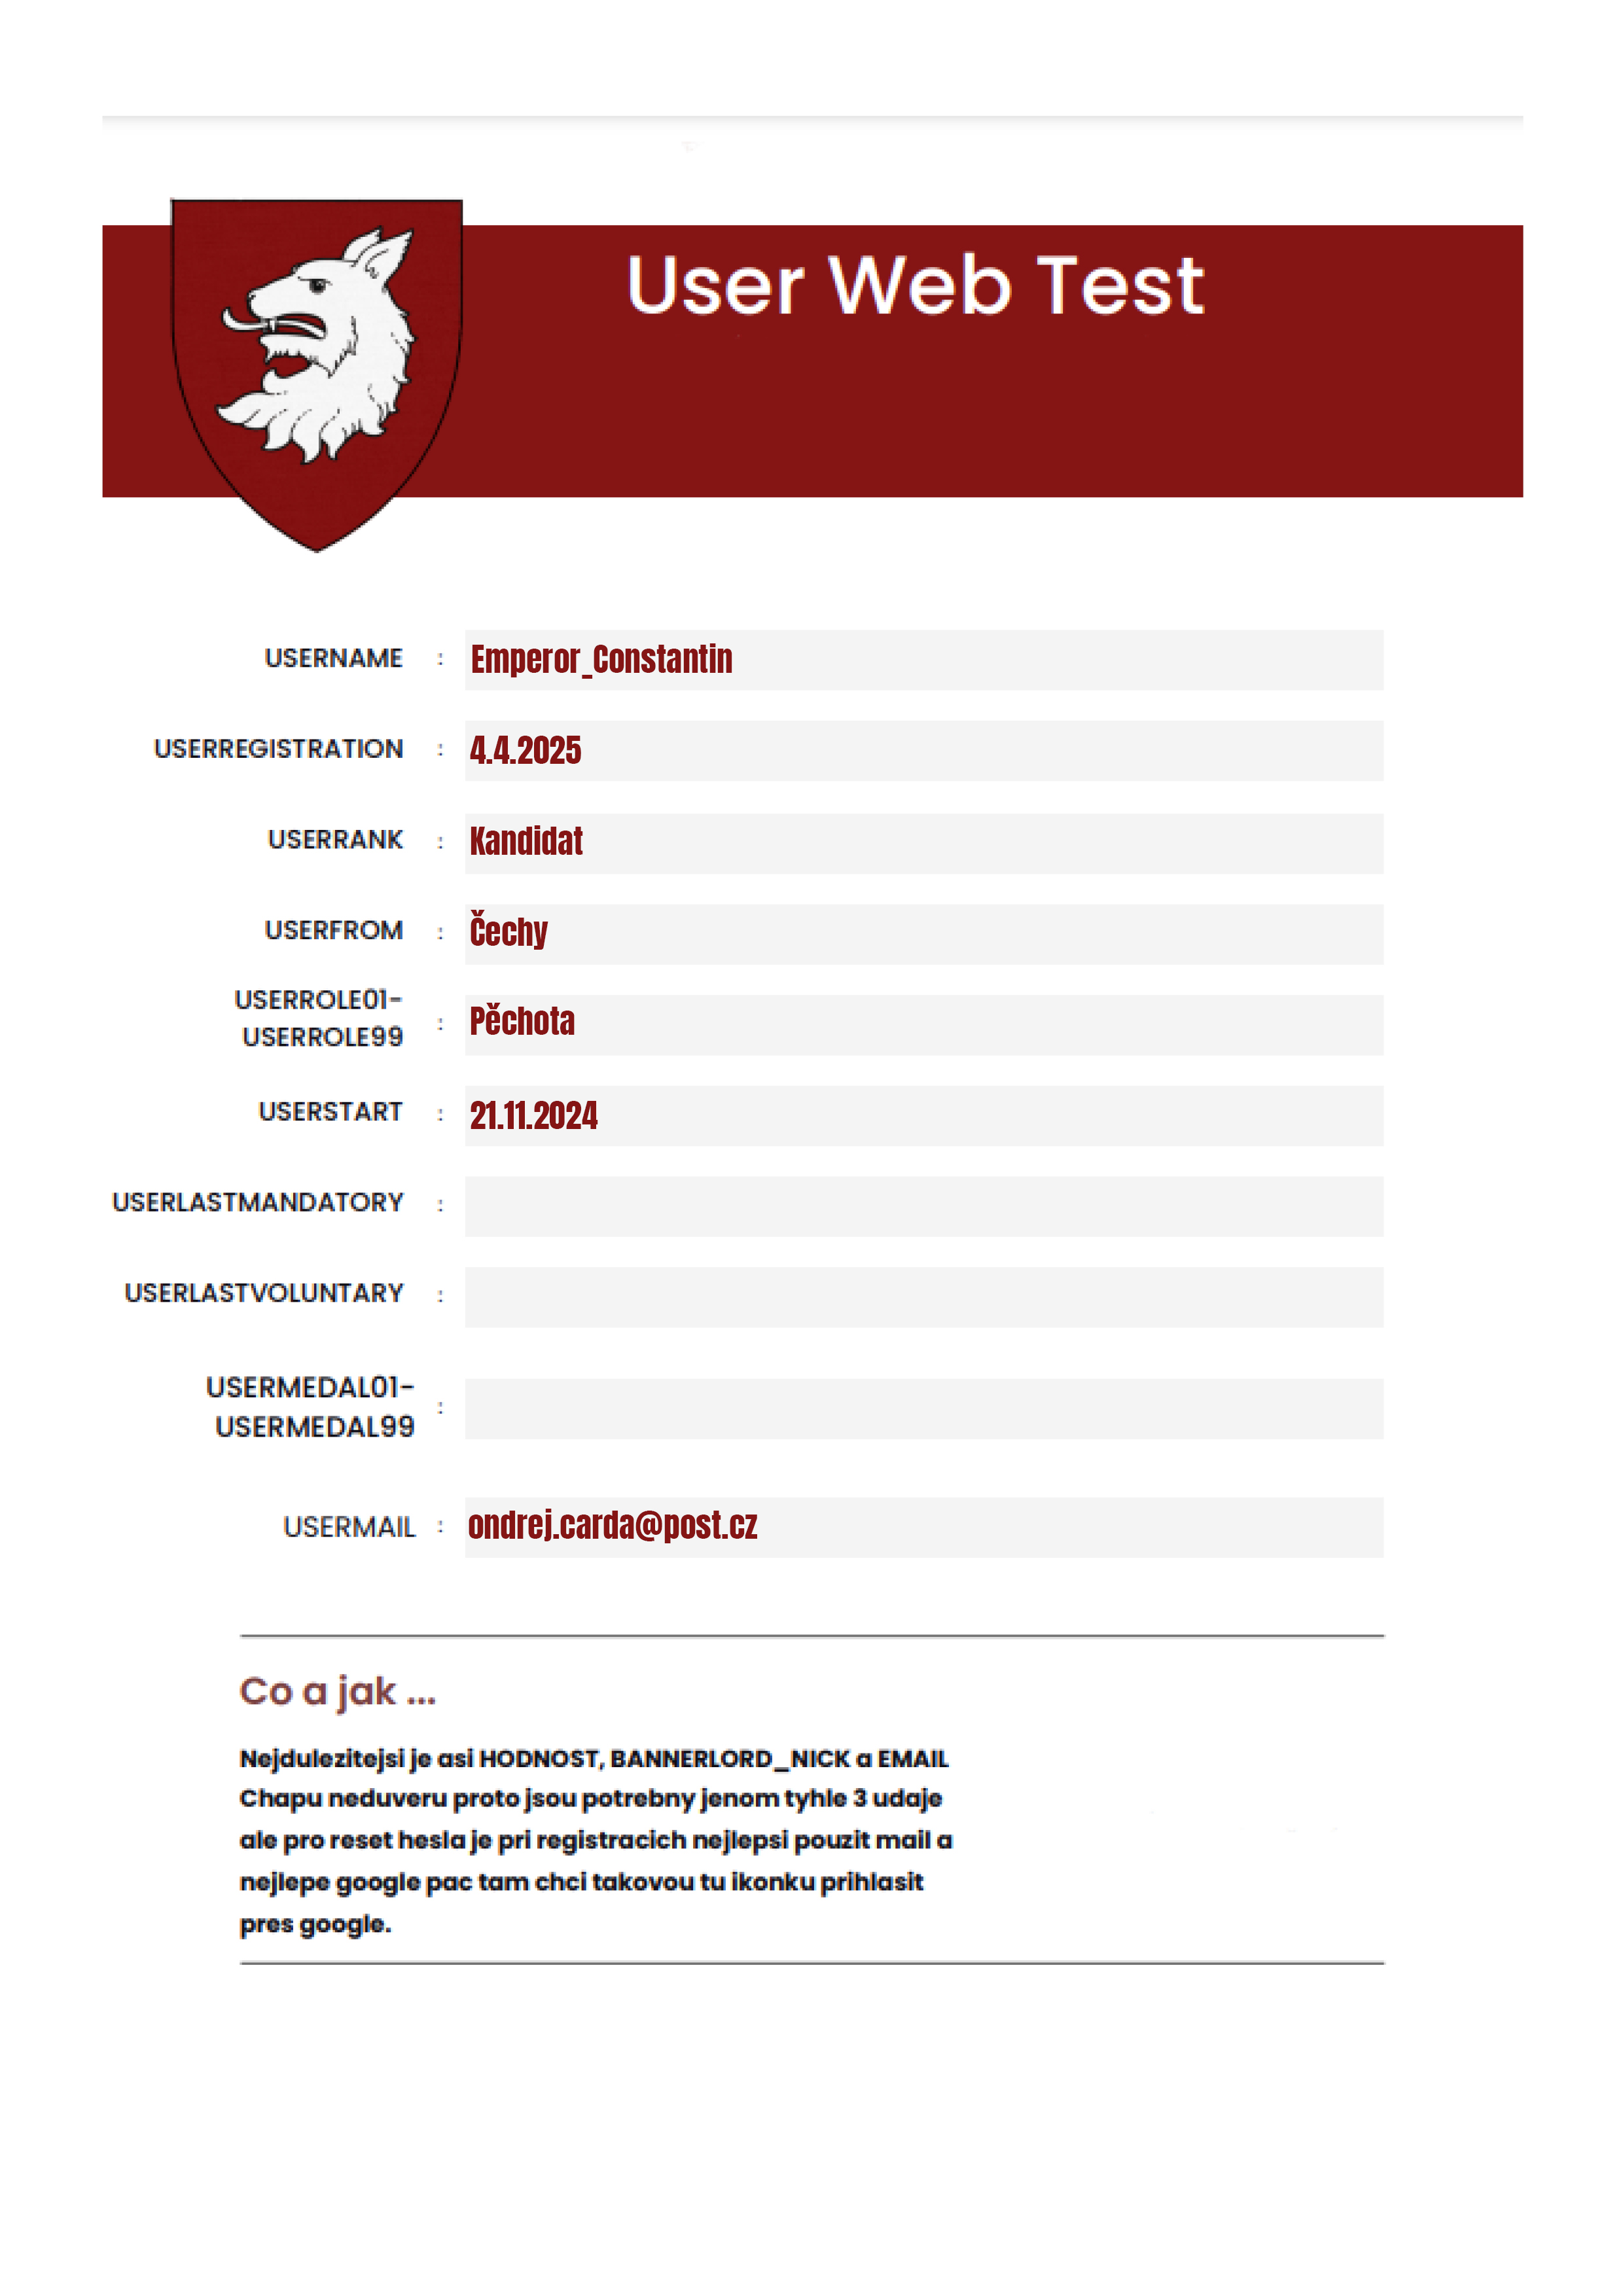 User Web Test
USERNAME : Emperor_Constantin
USERREGISTRATION : 4.4.2025
USERRANK : Kandidat
USERFROM : Čechy
USERROLE01-
USERROLE99 : Pěchota
USERSTART : 21.11.2024
USERLASTMANDATORY :
USERLASTVOLUNTARY :
USERMEDAL01-
USERMEDAL99 :
USERMAIL : ondrej.carda@post.cz
Co a jak ...
Nejdulezitejsi je asi HODNOST, BANNERLORD_NICK a EMAIL
Chapu neduveru proto jsou potrebny jenom tyhle 3 udaje
ale pro reset hesla je pri registracich nejlepsi pouzit mail a
nejlepe google pac tam chci takovou tu ikonku prihlasit
pres google.